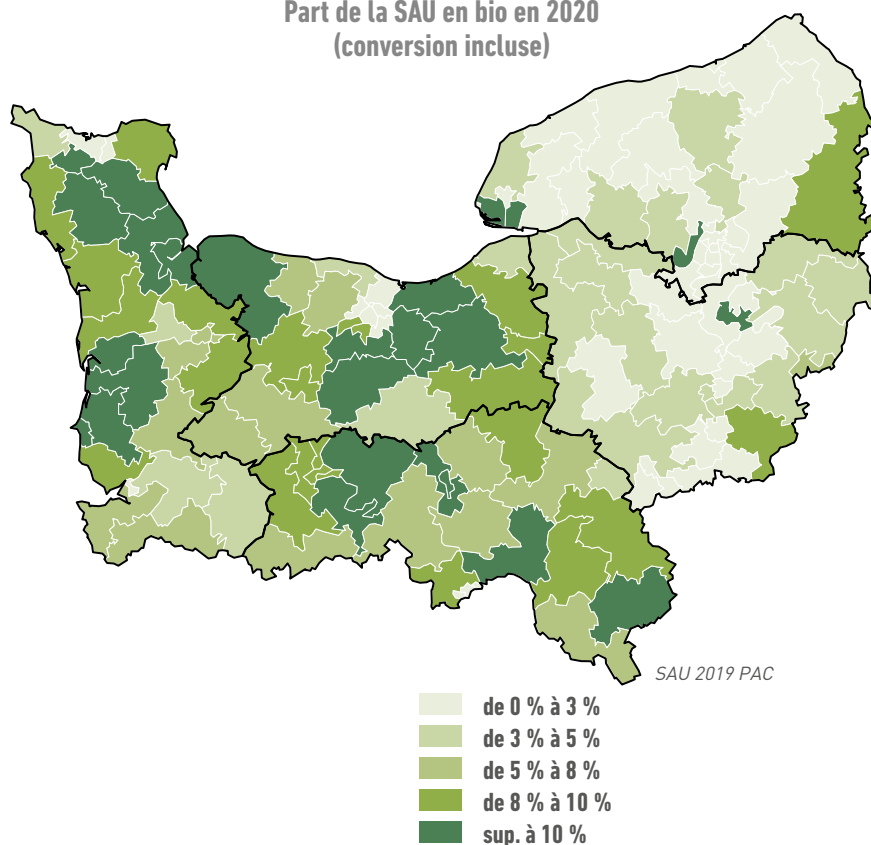 Part de la SAU en bio en 2020
(conversion incluse)
SAU 2019 PAC
de 0 % à 3 %
de 3 % à 5 %
de 5 % à 8 %
de 8 % à 10 %
sup. à 10 %